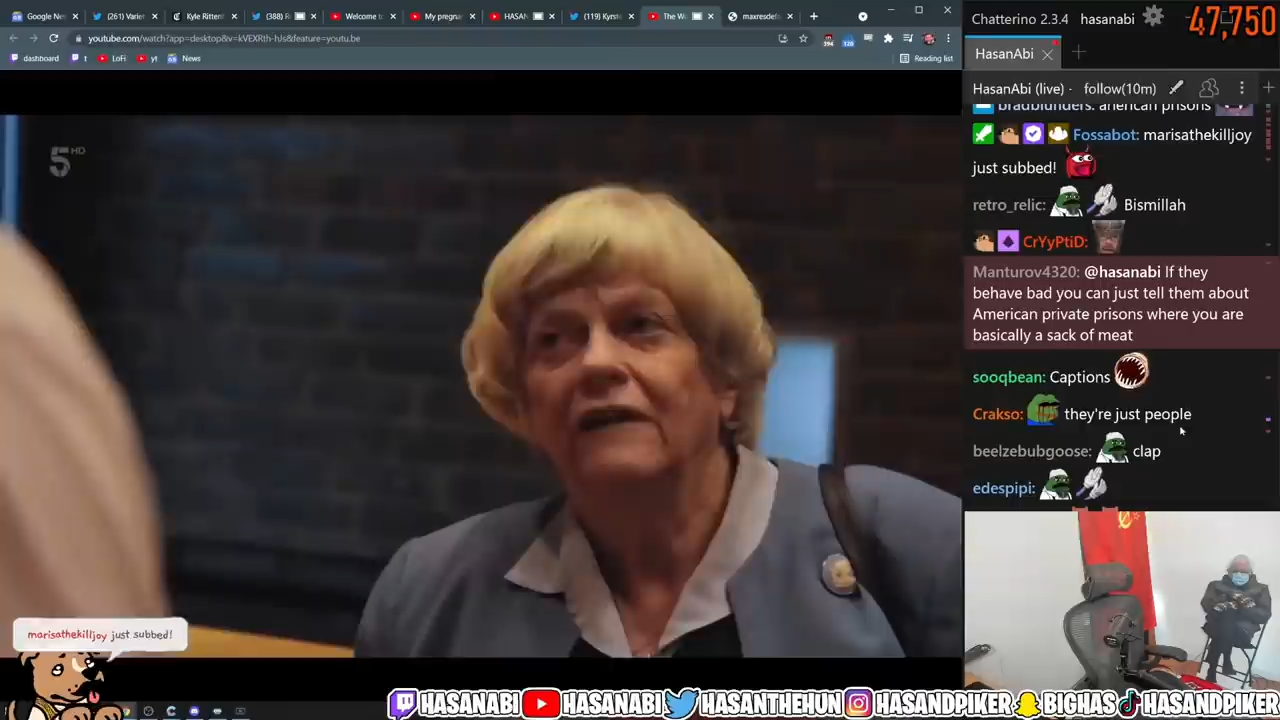 Google Nev
(261) Varie
Kyle Ritten
(388) R
Welcome t
My pregna
HASAN
(119) Kyrst
The W
maxresdefa
Chatterino 2.3.4 hasanabi
47,750
youtube.com/watch?app=desktop&v=kVEXRth-hJs&feature=youtu.be
394
120
HasanAbi
dashboard
t
LoFi
yt
News
Reading list
HasanAbi (live) - follow(10m)
bradblunders: american prisons
Fossabot: marisathekilljoy
just subbed!
retro_relic: Bismillah
CrYyPtiD:
Manturov4320: @hasanabi If they
behave bad you can just tell them about
American private prisons where you are
basically a sack of meat
sooqbean: Captions
Crakso: they're just people
beelzebubgoose: clap
edespipi:
5 HD
marisathekilljoy just subbed!
HASANABI HASANABI HASANTHEHUN HASANDPIKER BIGHAS HASANDPIKER